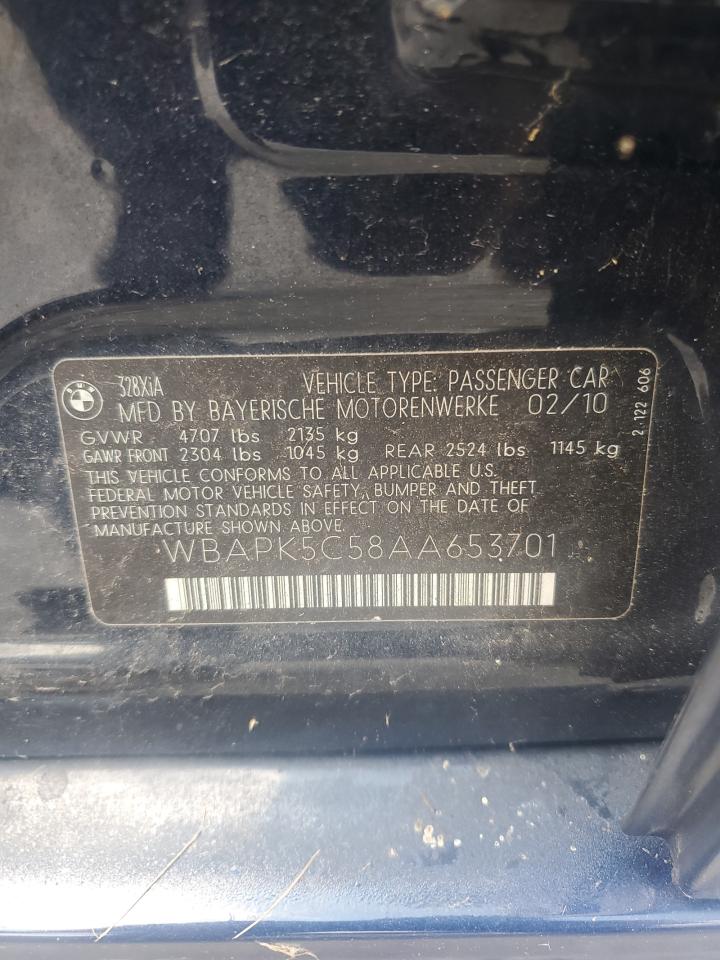 BMW
328XiA VEHICLE TYPE: PASSENGER CAR
MFD BY BAYERISCHE MOTORENWERKE 02/10
GVWR 4707 lbs 2135 kg
GAWR FRONT 2304 lbs 1045 kg REAR 2524 lbs 1145 kg
THIS VEHICLE CONFORMS TO ALL APPLICABLE U.S.
FEDERAL MOTOR VEHICLE SAFETY, BUMPER AND THEFT
PREVENTION STANDARDS IN EFFECT ON THE DATE OF
MANUFACTURE SHOWN ABOVE.
WBAPK5C58AA653701
2 122 606